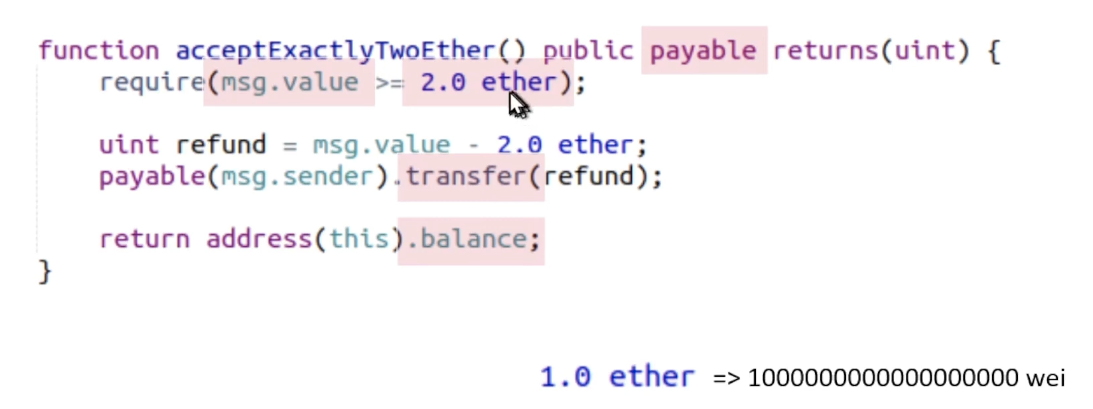 function acceptExactlyTwoEther() public payable returns(uint) {
require(msg.value >= 2.0 ether);
uint refund = msg.value - 2.0 ether;
payable(msg.sender).transfer(refund);
return address(this).balance;
}
1.0 ether => 1000000000000000000 wei